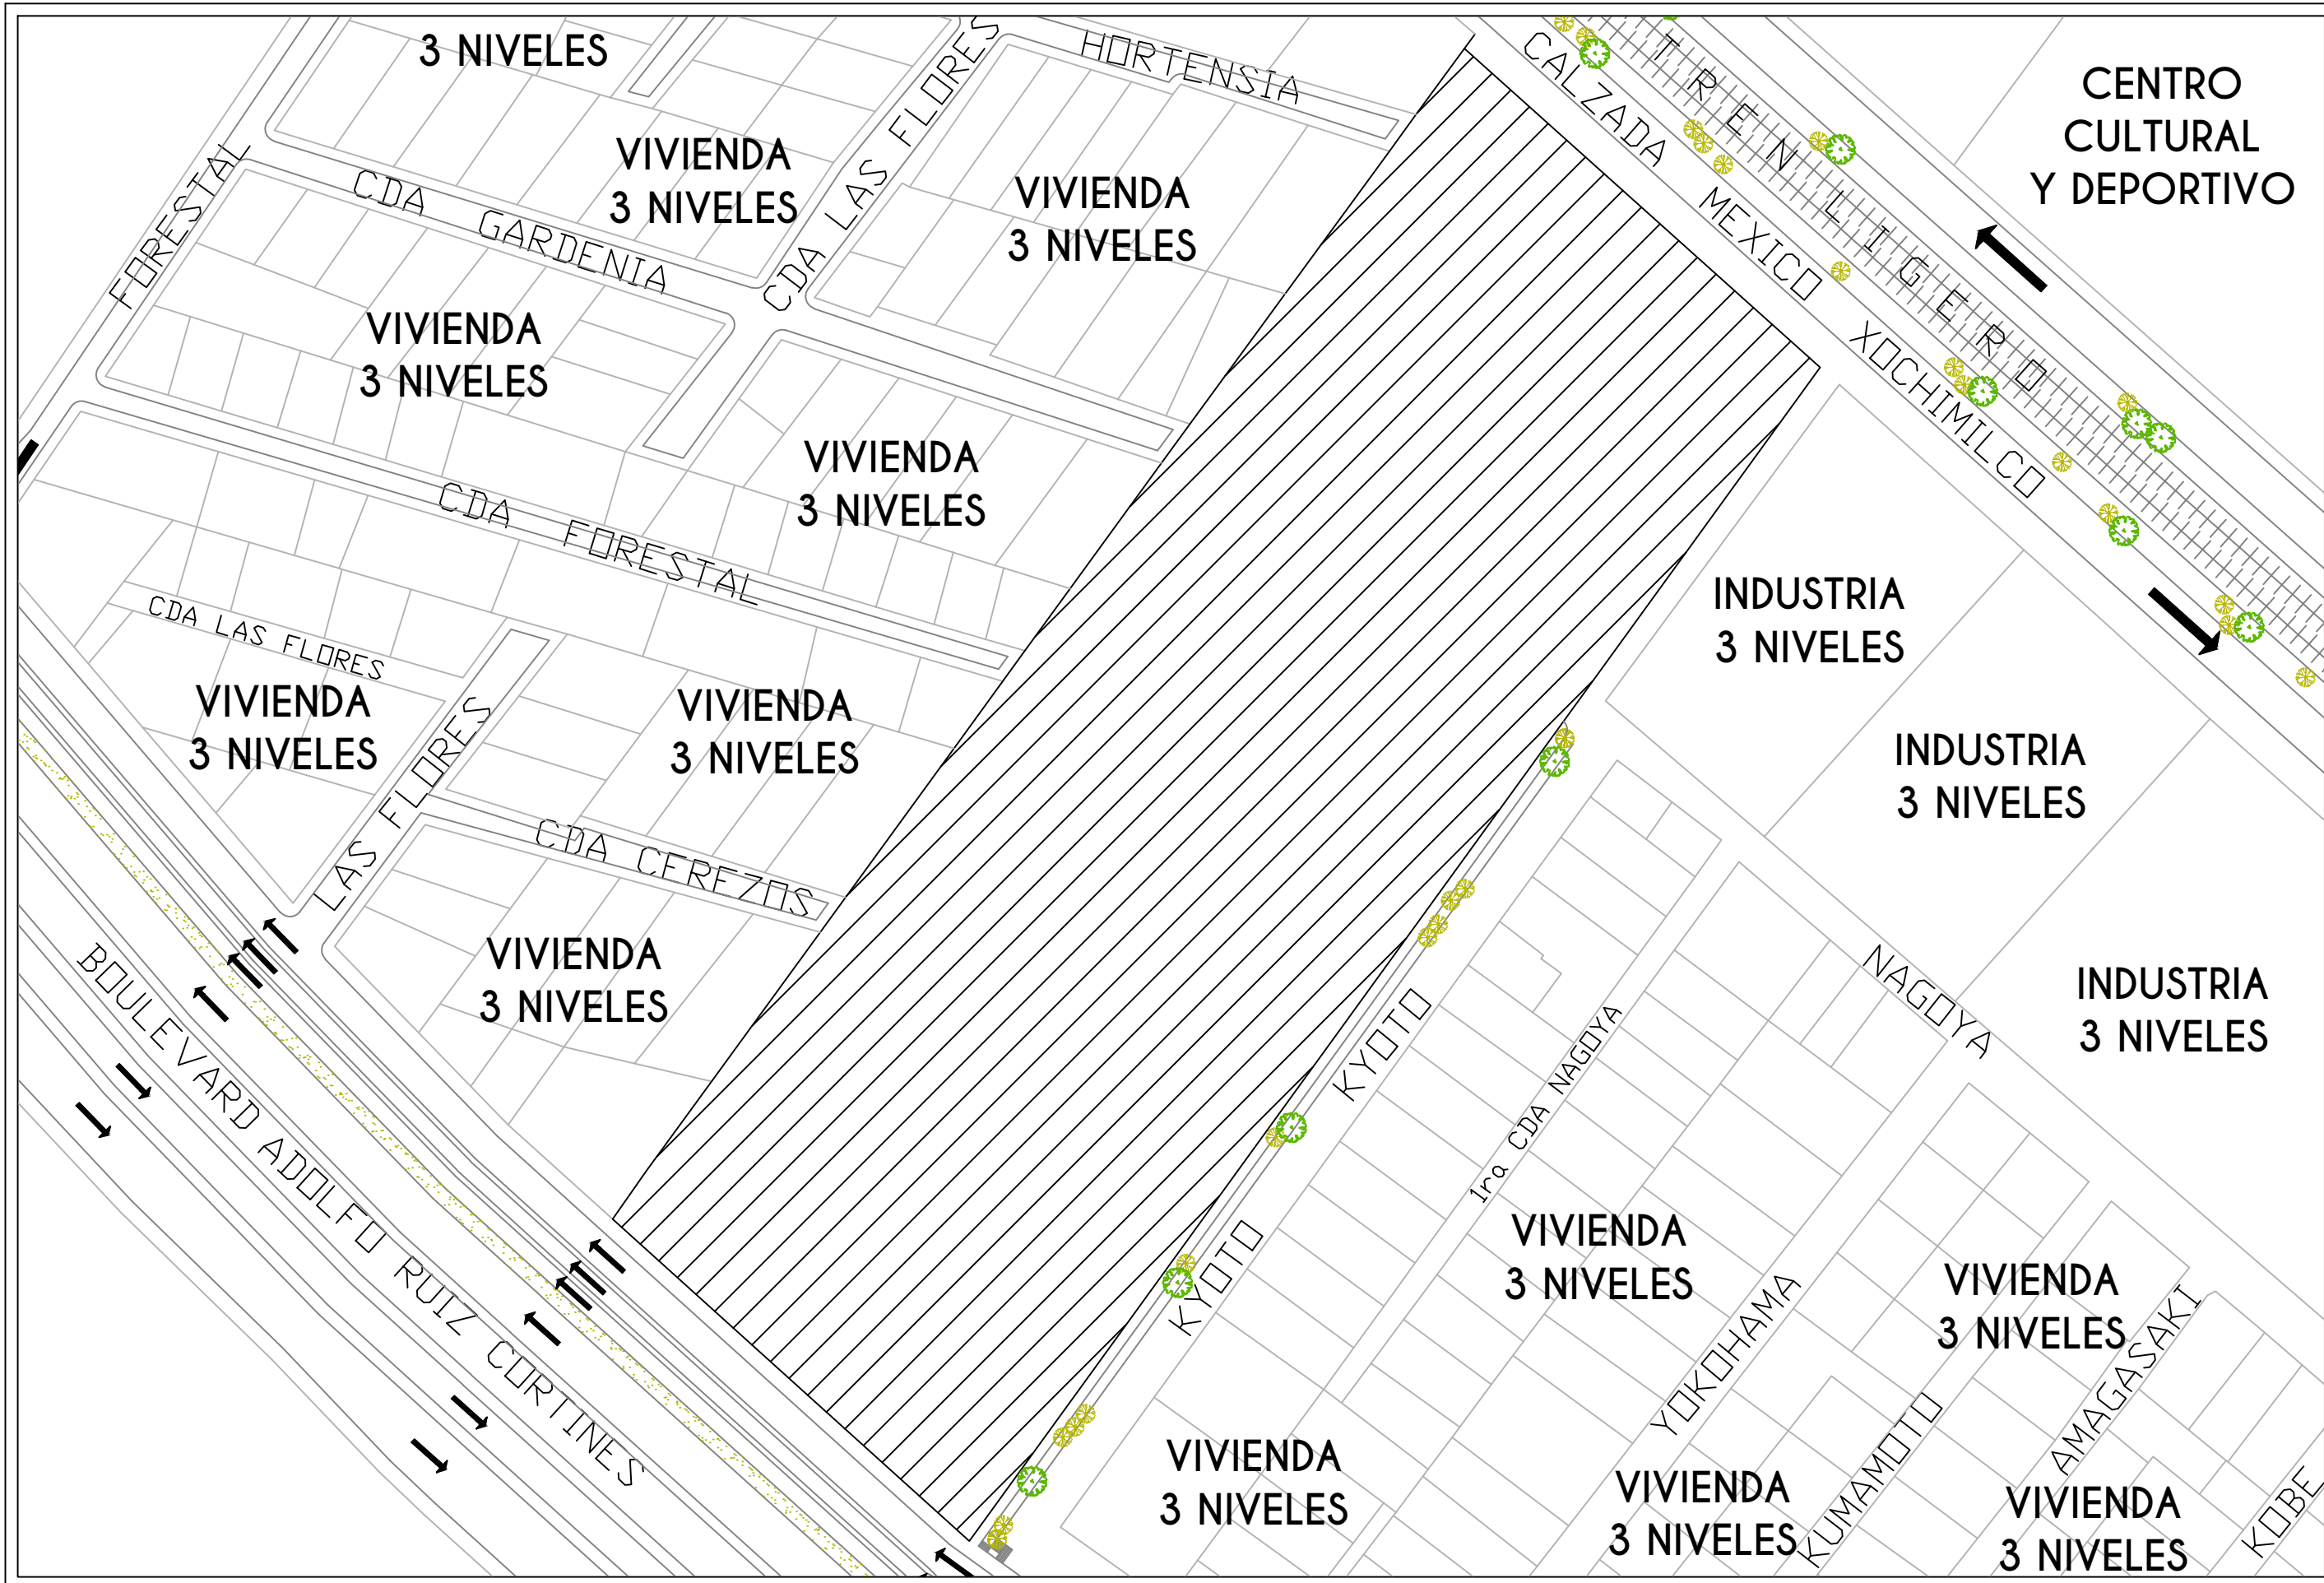 3 NIVELES
HORTENSIA
CALZADA MEXICO XOCHIMILCO
TREN LIGERO
CENTRO
CULTURAL
Y DEPORTIVO
FORESTAL
CDA GARDENIA
VIVIENDA
3 NIVELES
CDA LAS FLORES
VIVIENDA
3 NIVELES
VIVIENDA
3 NIVELES
VIVIENDA
3 NIVELES
CDA FORESTAL
CDA LAS FLORES
VIVIENDA
3 NIVELES
LAS FLORES
VIVIENDA
3 NIVELES
CDA CEREZOS
VIVIENDA
3 NIVELES
BOULEVARD ADOLFO RUIZ CORTINES
INDUSTRIA
3 NIVELES
INDUSTRIA
3 NIVELES
INDUSTRIA
3 NIVELES
NAGOYA
KYOTO
KYOTO
1ra CDA NAGOYA
VIVIENDA
3 NIVELES
YOKOHAMA
VIVIENDA
3 NIVELES
AMAGASAKI
VIVIENDA
3 NIVELES
VIVIENDA
3 NIVELES
KUMAMOTO
VIVIENDA
3 NIVELES
KOBE